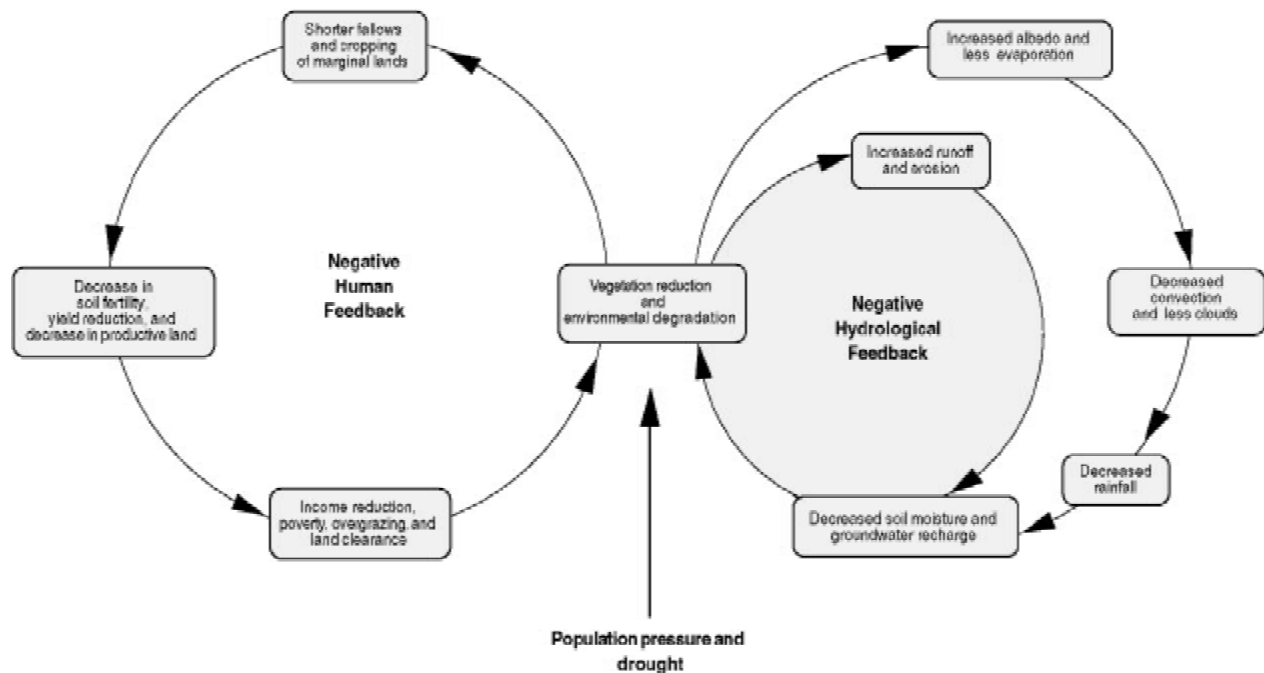 Shorter fallows
and cropping
of marginal lands
Increased albedo and
less evaporation
Increased runoff
and erosion
Negative
Human
Feedback
Decrease in
soil fertility,
yield reduction, and
decrease in productive land
Vegetation reduction
and
environmental degradation
Negative
Hydrological
Feedback
Decreased
convection
and less clouds
Decreased
rainfall
Income reduction,
poverty, overgrazing, and
land clearance
Decreased soil moisture and
groundwater recharge
Population pressure and
drought